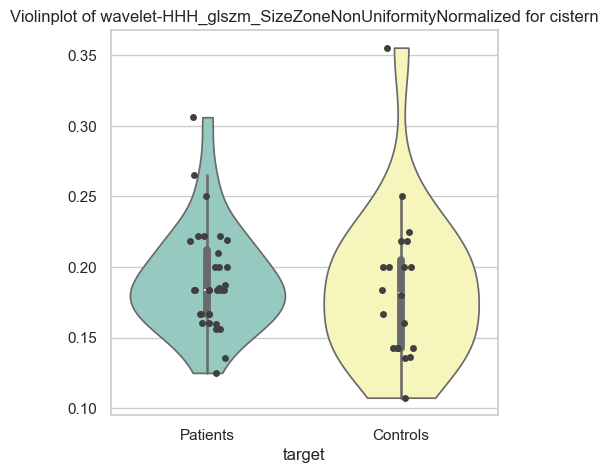 Violinplot of wavelet-HHH_glszm_SizeZoneNonUniformityNormalized for cistern
0.35
0.30
0.25
0.20
0.15
0.10
Patients
Controls
target